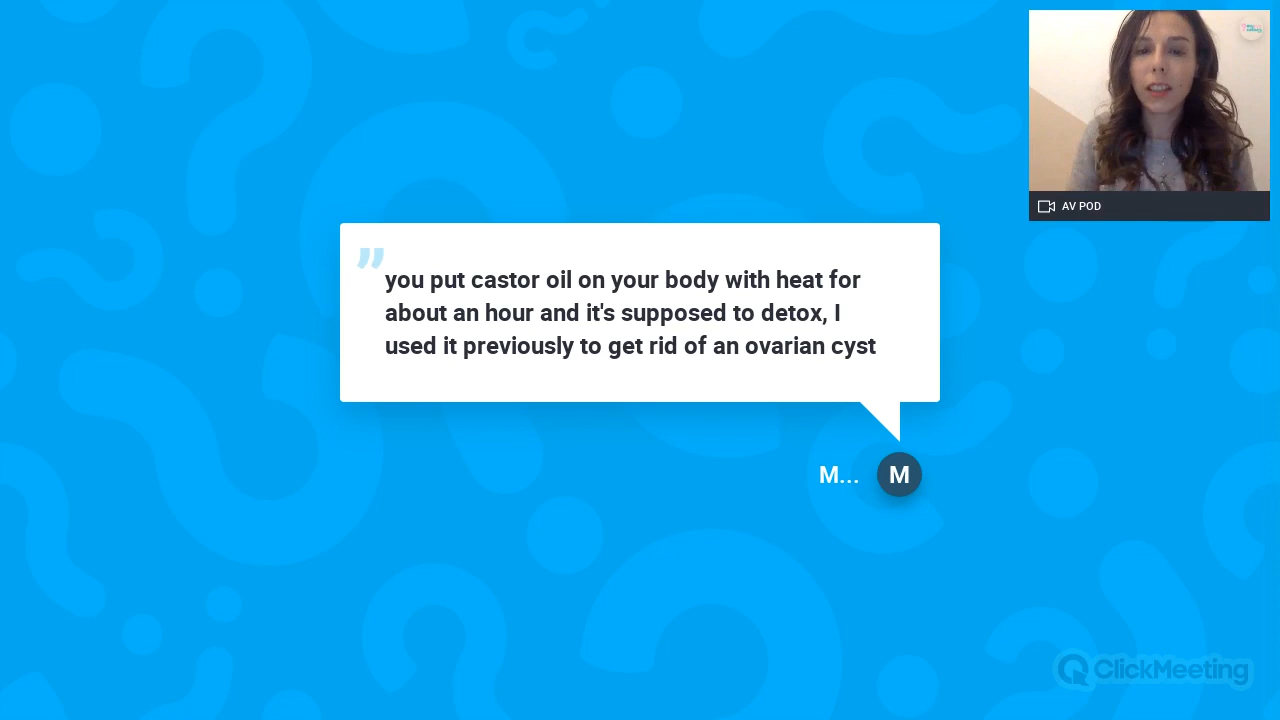 AV POD
you put castor oil on your body with heat for
about an hour and it's supposed to detox, I
used it previously to get rid of an ovarian cyst
M... M
ClickMeeting